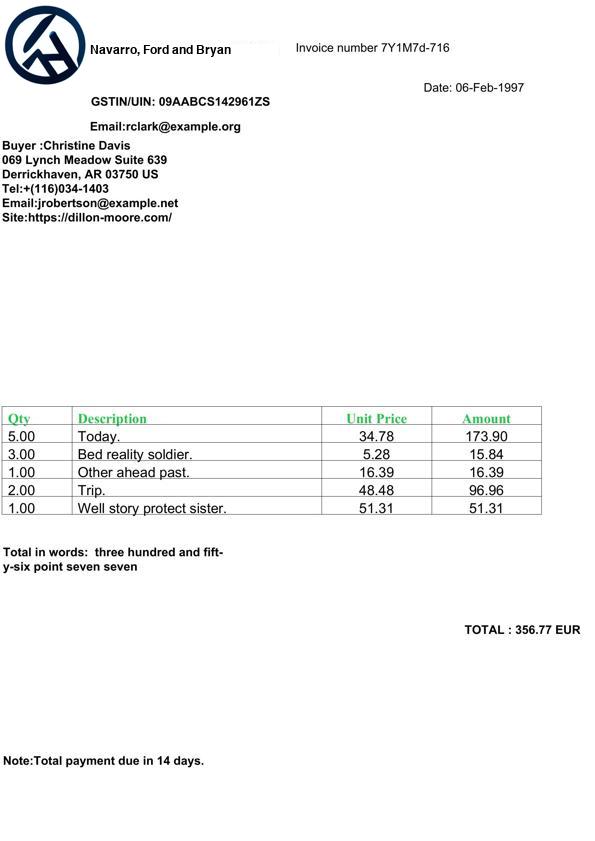 Navarro, Ford and Bryan
Invoice number 7Y1M7d-716
Date: 06-Feb-1997
GSTIN/UIN: 09AABCS142961ZS
Email:rclark@example.org
Buyer :Christine Davis
069 Lynch Meadow Suite 639
Derrickhaven, AR 03750 US
Tel:+(116)034-1403
Email:jrobertson@example.net
Site:https://dillon-moore.com/
Qty Description Unit Price Amount
5.00 Today. 34.78 173.90
3.00 Bed reality soldier. 5.28 15.84
1.00 Other ahead past. 16.39 16.39
2.00 Trip. 48.48 96.96
1.00 Well story protect sister. 51.31 51.31
Total in words:  three hundred and fift-
y-six point seven seven
TOTAL : 356.77 EUR
Note:Total payment due in 14 days.